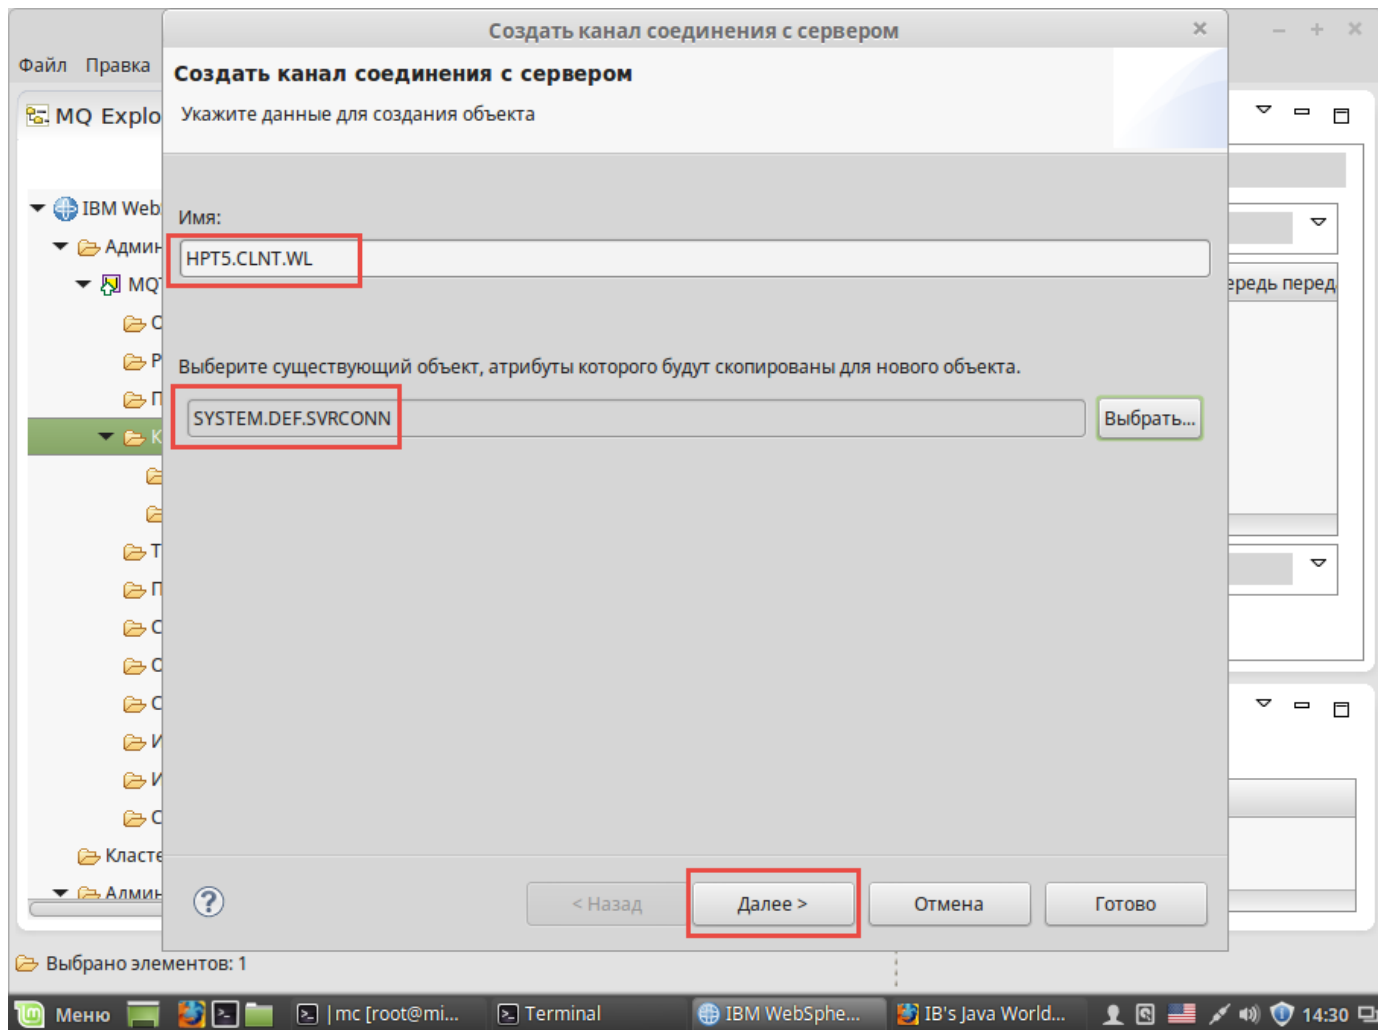 Создать канал соединения с сервером
Файл Правка
Создать канал соединения с сервером
Укажите данные для создания объекта
MQ Explo
IBM Web
Админ
MQ
О
Р
П
К
Т
П
С
О
С
И
И
С
Класте
Админ
Имя:
HPT5.CLNT.WL
Выберите существующий объект, атрибуты которого будут скопированы для нового объекта.
SYSTEM.DEF.SVRCONN
Выбрать...
ередь перед
< Назад
Далее >
Отмена
Готово
Выбрано элементов: 1
Меню
|mc [root@mi...
Terminal
IBM WebSphe...
IB's Java World...
14:30